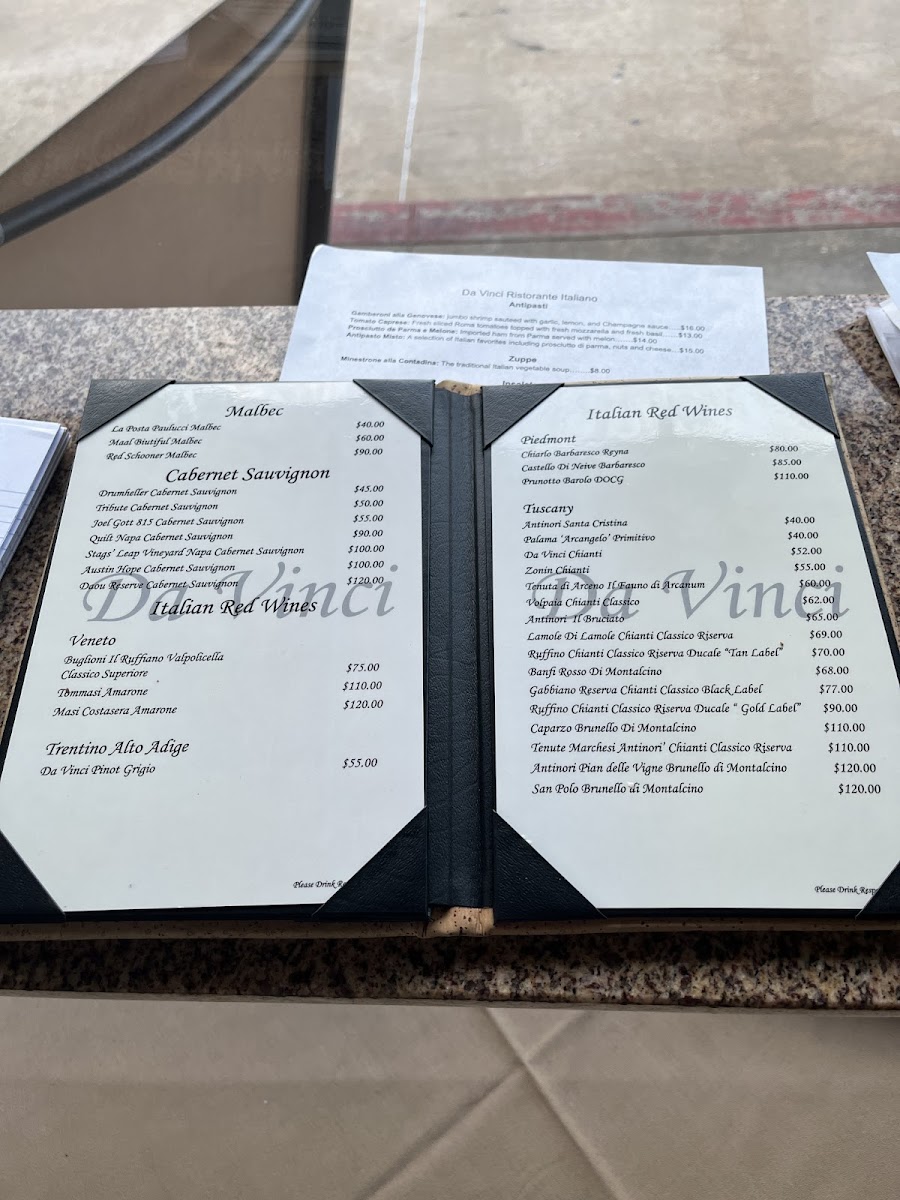 Da Vinci Ristorante Italiano
Antipasti
Gamberoni alla Genovese: jumbo shrimp sauteed with garlic, lemon, and Champagne sauce.....$16.00
Tomato Caprese: Fresh sliced Roma tomatoes topped with fresh mozzarella and fresh basil......$13.00
Prosciutto de Parma e Melone: Imported ham from Parma served with melon........$14.00
Antipasto Misto: A selection of Italian favorites including prosciutto di parma, nuts and cheese...$15.00
Zuppe
Minestrone alla Contadina: The traditional Italian vegetable soup........$8.00
Malbec
La Posta Paulucci Malbec $40.00
Maal Biutiful Malbec $60.00
Red Schooner Malbec $90.00
Cabernet Sauvignon
Drumheller Cabernet Sauvignon $45.00
Tribute Cabernet Sauvignon $50.00
Joel Gott 815 Cabernet Sauvignon $55.00
Quilt Napa Cabernet Sauvignon $90.00
Stags' Leap Vineyard Napa Cabernet Sauvignon $100.00
Austin Hope Cabernet Sauvignon $100.00
Daou Reserve Cabernet Sauvignon $120.00
Da Vinci
Italian Red Wines
Veneto
Buglioni Il Ruffiano Valpolicella
Classico Superiore $75.00
Tommasi Amarone $110.00
Masi Costasera Amarone $120.00
Trentino Alto Adige
Da Vinci Pinot Grigio $55.00
Please Drink
Italian Red Wines
Piedmont
Chiarlo Barbaresco Reyna $80.00
Castello Di Neive Barbaresco $85.00
Prunotto Barolo DOCG $110.00
Tuscany
Antinori Santa Cristina $40.00
Palama 'Arcangelo' Primitivo $40.00
Da Vinci Chianti $52.00
Zonin Chianti $55.00
Tenuta di Arceno Il Fauno di Arcanum $60.00
Da Vinci
Volpaia Chianti Classico $62.00
Antinori Il Bruciato $65.00
Lamole Di Lamole Chianti Classico Riserva $69.00
Ruffino Chianti Classico Riserva Ducale "Tan Label" $70.00
Banfi Rosso Di Montalcino $68.00
Gabbiano Reserva Chianti Classico Black Label $77.00
Ruffino Chianti Classico Riserva Ducale " Gold Label" $90.00
Caparzo Brunello Di Montalcino $110.00
Tenute Marchesi Antinori' Chianti Classico Riserva $110.00
Antinori Pian delle Vigne Brunello di Montalcino $120.00
San Polo Brunello di Montalcino $120.00
Please Drink